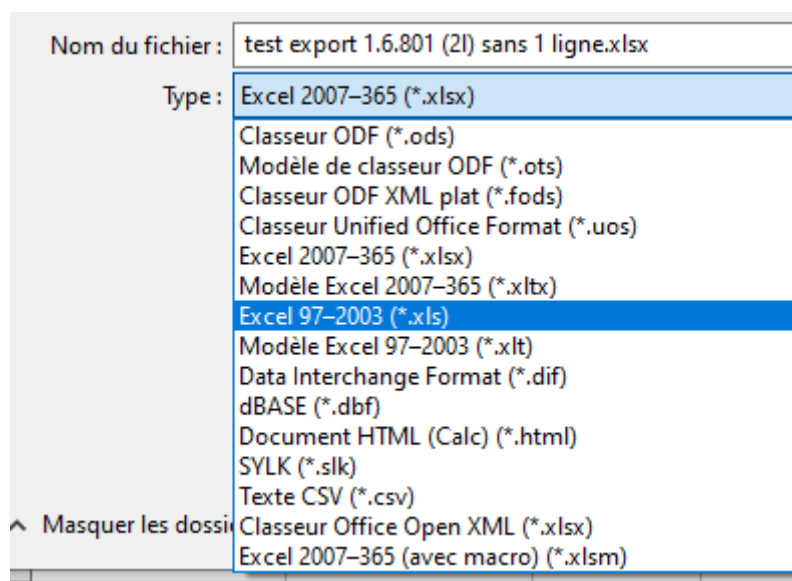 Nom du fichier : test export 1.6.801 (2l) sans 1 ligne.xlsx
Type : Excel 2007–365 (*.xlsx)
Classeur ODF (*.ods)
Modèle de classeur ODF (*.ots)
Classeur ODF XML plat (*.fods)
Classeur Unified Office Format (*.uos)
Excel 2007–365 (*.xlsx)
Modèle Excel 2007–365 (*.xltx)
Excel 97–2003 (*.xls)
Modèle Excel 97–2003 (*.xlt)
Data Interchange Format (*.dif)
dBASE (*.dbf)
Document HTML (Calc) (*.html)
SYLK (*.slk)
Texte CSV (*.csv)
Masquer les dossi Classeur Office Open XML (*.xlsx)
Excel 2007–365 (avec macro) (*.xlsm)